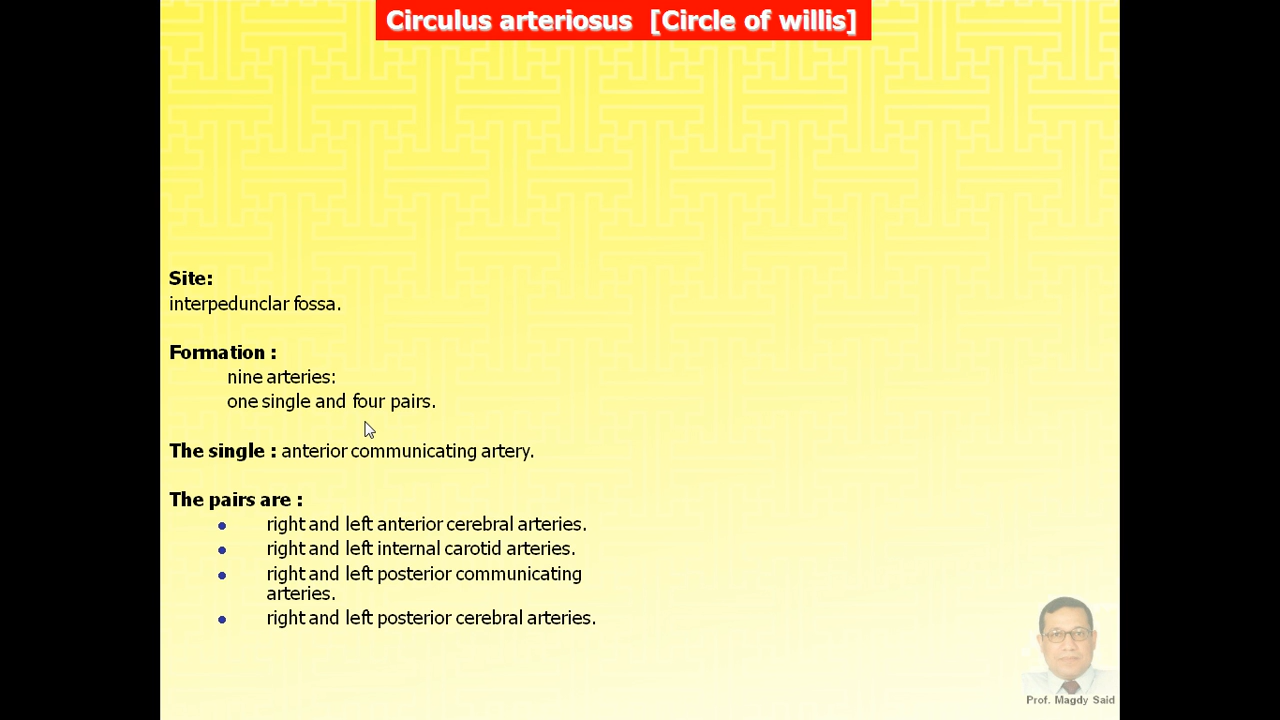 Circulus arteriosus [Circle of willis]
Site:
interpedunclar fossa.
Formation :
nine arteries:
one single and four pairs.
The single : anterior communicating artery.
The pairs are :
• right and left anterior cerebral arteries.
• right and left internal carotid arteries.
• right and left posterior communicating
arteries.
• right and left posterior cerebral arteries.
Prof. Magdy Said